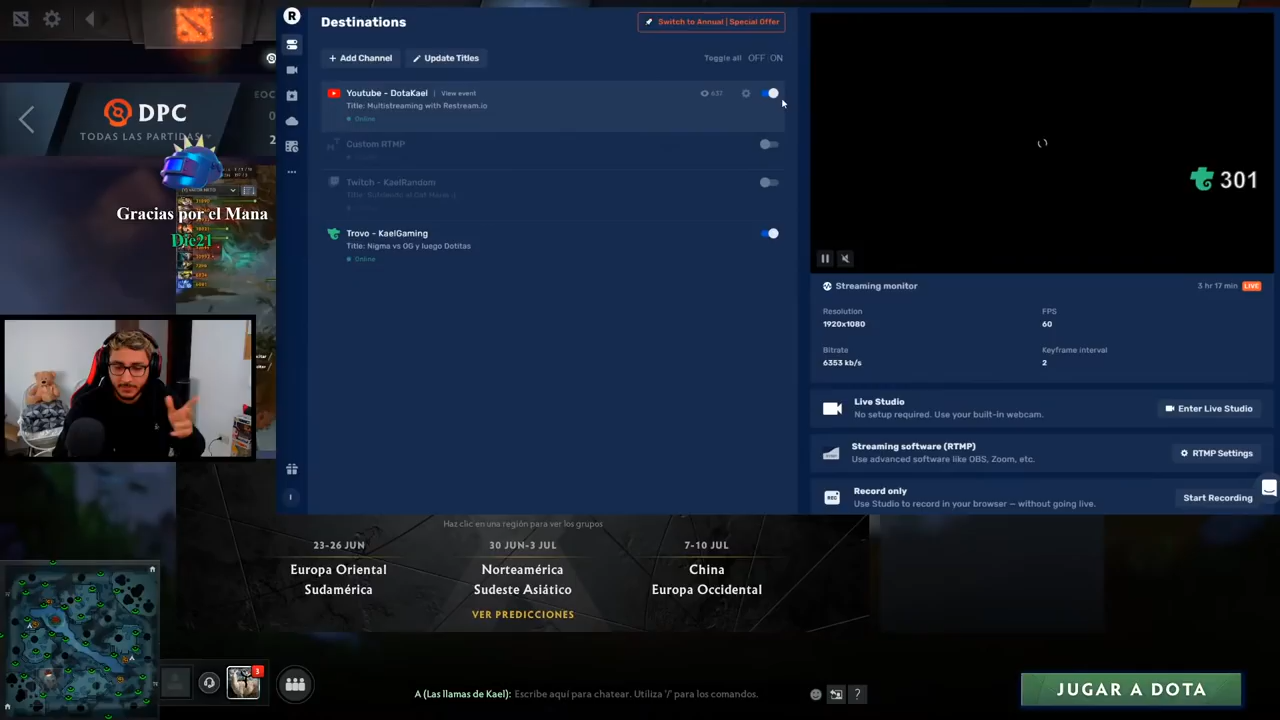 R
Destinations
Switch to Annual | Special Offer
+ Add Channel
Update Titles
Toggle all OFF ON
Youtube - DotaKael | View event
637
Title: Multistreaming with Restream.io
Online
Custom RTMP
Twitch - KaelRandom
Trovo - KaelGaming
Title: Nigma vs OG y luego Dotitas
Online
DPC
TODAS LAS PARTIDAS
Gracias por el Mana
Dic21
301
Streaming monitor
3 hr 17 min LIVE
Resolution
1920x1080
FPS
60
Bitrate
6353 kb/s
Keyframe interval
2
Live Studio
No setup required. Use your built-in webcam.
Enter Live Studio
Streaming software (RTMP)
Use advanced software like OBS, Zoom, etc.
RTMP Settings
REC
Record only
Use Studio to record in your browser — without going live.
Start Recording
I
Haz clic en una región para ver los grupos
23-26 JUN
30 JUN-3 JUL
7-10 JUL
Europa Oriental
Norteamérica
China
Sudamérica
Sudeste Asiático
Europa Occidental
VER PREDICCIONES
3
A (Las llamas de Kael): Escribe aquí para chatear. Utiliza '/' para los comandos.
?
JUGAR A DOTA